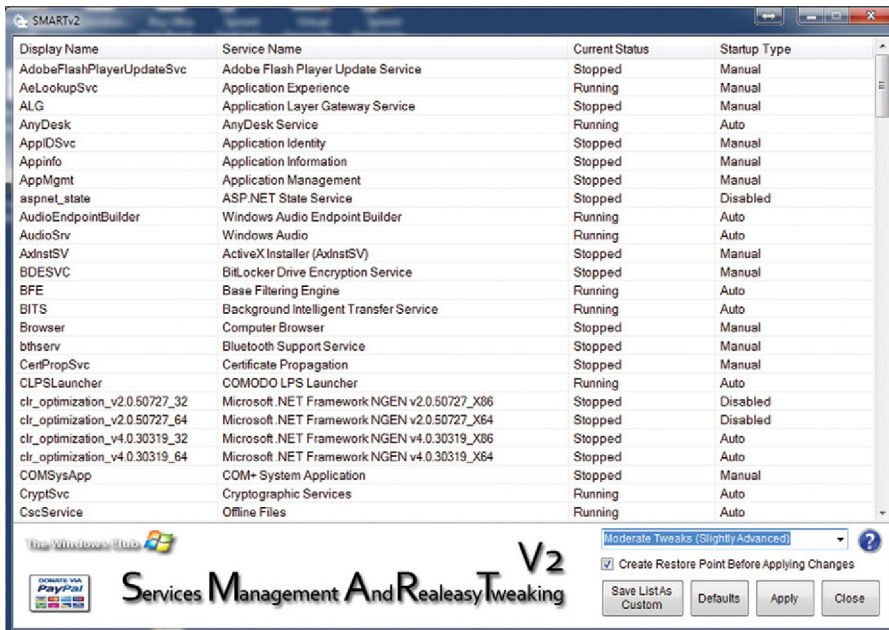 SMARTv2
Display Name Service Name Current Status Startup Type
AdobeFlashPlayerUpdateSvc Adobe Flash Player Update Service Stopped Manual
AeLookupSvc Application Experience Running Manual
ALG Application Layer Gateway Service Stopped Manual
AnyDesk AnyDesk Service Running Auto
AppIDSvc Application Identity Stopped Manual
Appinfo Application Information Stopped Manual
AppMgmt Application Management Stopped Manual
aspnet_state ASP.NET State Service Stopped Disabled
AudioEndpointBuilder Windows Audio Endpoint Builder Running Auto
AudioSrv Windows Audio Running Auto
AxInstSV ActiveX Installer (AxInstSV) Stopped Manual
BDESVC BitLocker Drive Encryption Service Stopped Manual
BFE Base Filtering Engine Running Auto
BITS Background Intelligent Transfer Service Running Auto
Browser Computer Browser Stopped Manual
bthserv Bluetooth Support Service Stopped Manual
CertPropSvc Certificate Propagation Stopped Manual
CLPSLauncher COMODO LPS Launcher Running Auto
clr_optimization_v2.0.50727_32 Microsoft .NET Framework NGEN v2.0.50727_X86 Stopped Disabled
clr_optimization_v2.0.50727_64 Microsoft .NET Framework NGEN v2.0.50727_X64 Stopped Disabled
clr_optimization_v4.0.30319_32 Microsoft .NET Framework NGEN v4.0.30319_X86 Stopped Auto
clr_optimization_v4.0.30319_64 Microsoft .NET Framework NGEN v4.0.30319_X64 Stopped Auto
COMSysApp COM+ System Application Stopped Manual
CryptSvc Cryptographic Services Running Auto
CscService Offline Files Running Auto
The Windows Club
DONATE VIA
PayPal
V2
Services Management And Realeasy Tweaking
Moderate Tweaks (Slightly Advanced)
Create Restore Point Before Applying Changes
Save List As
Custom
Defaults
Apply
Close